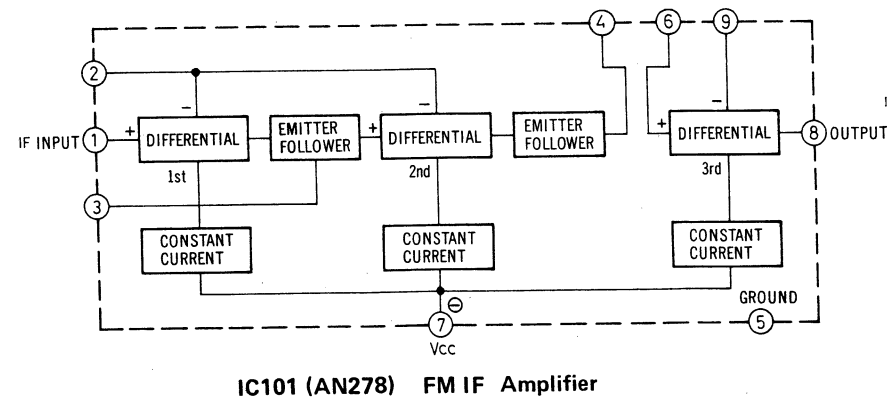 4 6 9
2
IF INPUT 1 + − DIFFERENTIAL 1st
EMITTER
FOLLOWER
+ − DIFFERENTIAL 2nd
EMITTER
FOLLOWER
+ − DIFFERENTIAL 3rd
8 OUTPUT
3
CONSTANT
CURRENT
CONSTANT
CURRENT
CONSTANT
CURRENT
⊖
7
Vcc
GROUND
5
IC101 (AN278) FM IF Amplifier